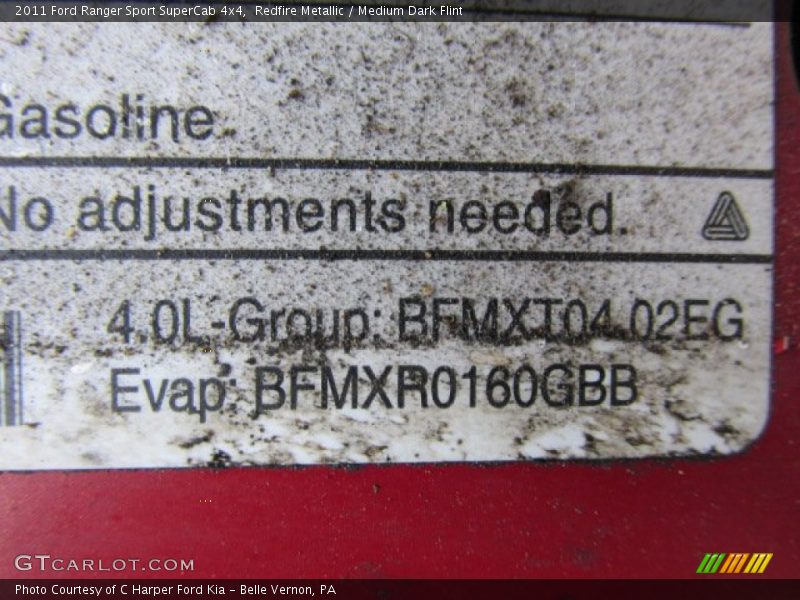 2011 Ford Ranger Sport SuperCab 4x4, Redfire Metallic / Medium Dark Flint
Gasoline
No adjustments needed.
4.0L-Group: BFMXT04.02EG
Evap: BFMXR0160GBB
GTCARLOT.COM
Photo Courtesy of C Harper Ford Kia - Belle Vernon, PA